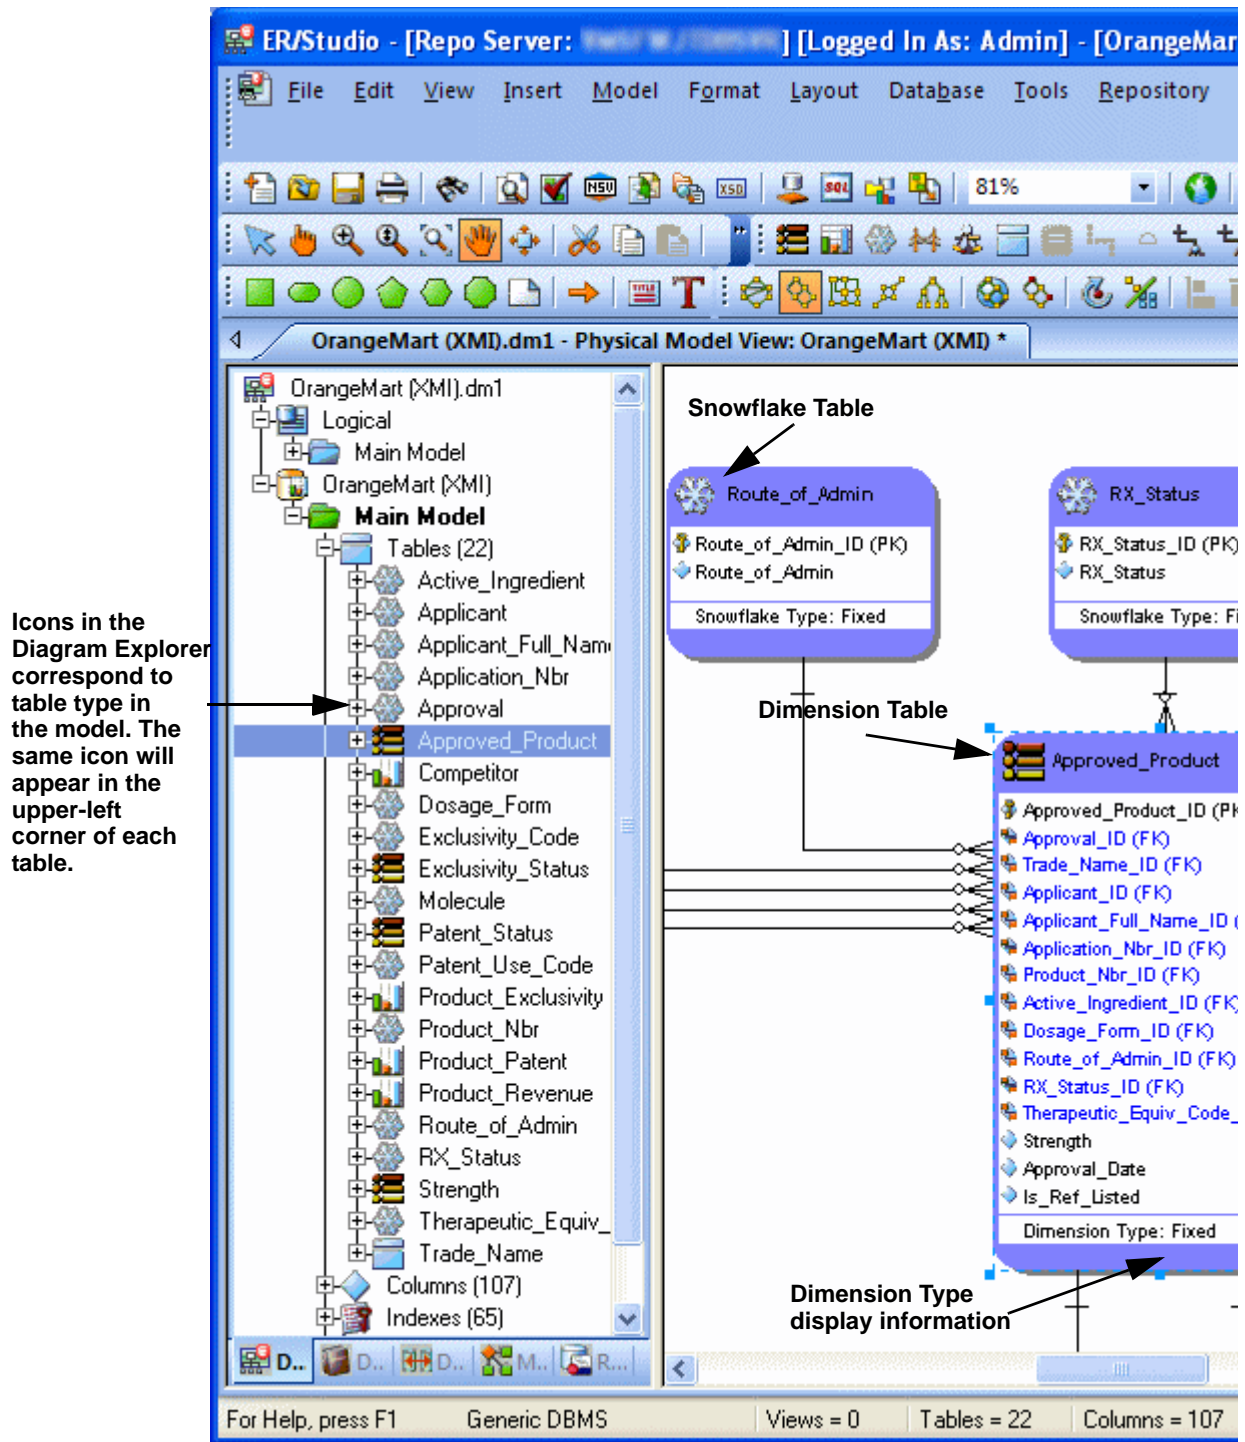 ER/Studio - [Repo Server: ] [Logged In As: Admin] - [OrangeMar
File Edit View Insert Model Format Layout Database Tools Repository
NSU XSD SQL 81%
TITLE T
OrangeMart (XMI).dm1 - Physical Model View: OrangeMart (XMI) *
OrangeMart (XMI).dm1
Logical
Main Model
OrangeMart (XMI)
Main Model
Tables (22)
Active_Ingredient
Applicant
Applicant_Full_Nam
Application_Nbr
Approval
Approved_Product
Competitor
Dosage_Form
Exclusivity_Code
Exclusivity_Status
Molecule
Patent_Status
Patent_Use_Code
Product_Exclusivity
Product_Nbr
Product_Patent
Product_Revenue
Route_of_Admin
RX_Status
Strength
Therapeutic_Equiv_
Trade_Name
Columns (107)
Indexes (65)
D... D.. D.. M.. R...
Icons in the
Diagram Explorer
correspond to
table type in
the model. The
same icon will
appear in the
upper-left
corner of each
table.
Snowflake Table
Route_of_Admin
Route_of_Admin_ID (PK)
Route_of_Admin
Snowflake Type: Fixed
RX_Status
RX_Status_ID (PK)
RX_Status
Snowflake Type: Fi
Dimension Table
Approved_Product
Approved_Product_ID (PK
Approval_ID (FK)
Trade_Name_ID (FK)
Applicant_ID (FK)
Applicant_Full_Name_ID (
Application_Nbr_ID (FK)
Product_Nbr_ID (FK)
Active_Ingredient_ID (FK)
Dosage_Form_ID (FK)
Route_of_Admin_ID (FK)
RX_Status_ID (FK)
Therapeutic_Equiv_Code_
Strength
Approval_Date
Is_Ref_Listed
Dimension Type: Fixed
Dimension Type
display information
For Help, press F1 Generic DBMS Views = 0 Tables = 22 Columns = 107